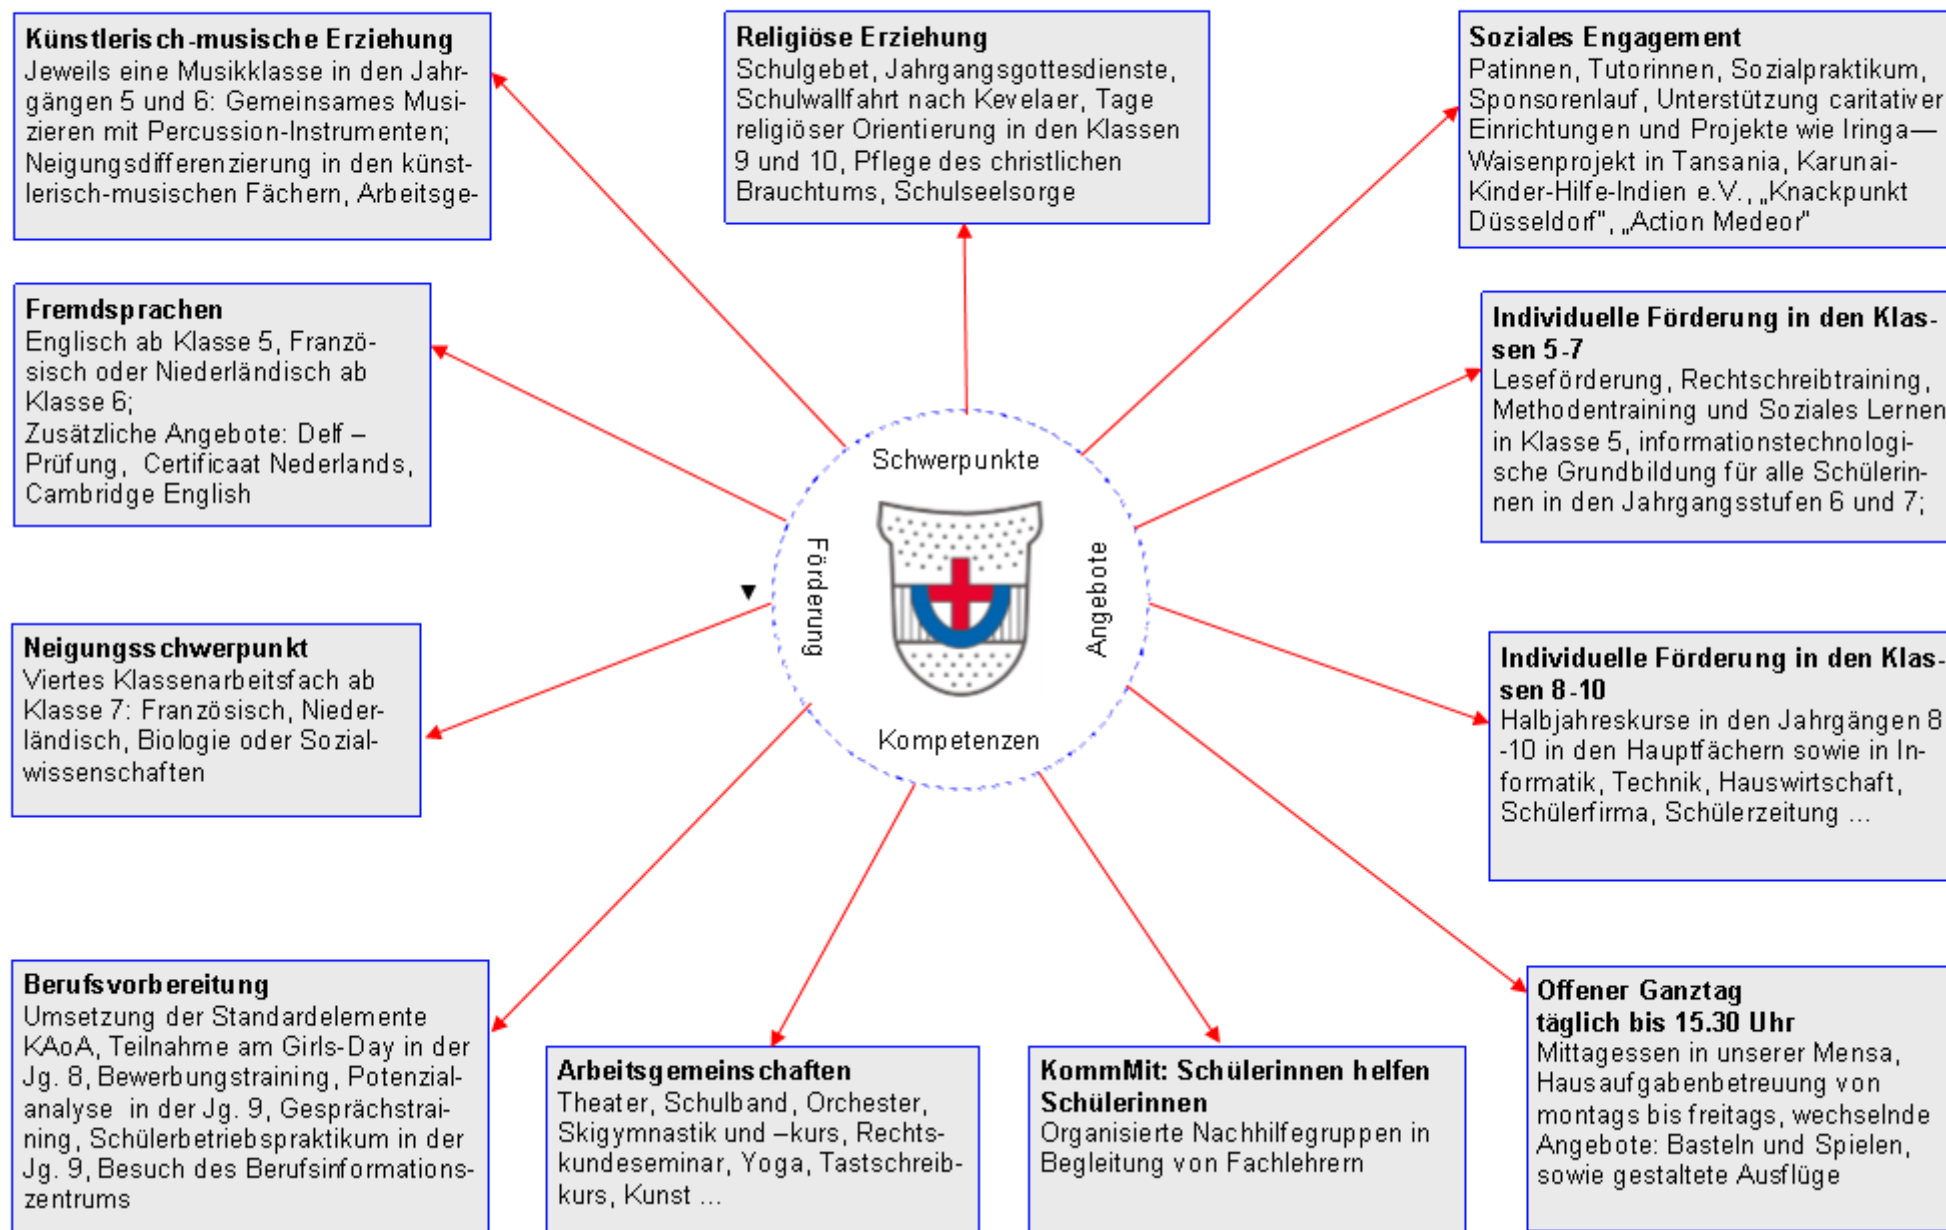 Künstlerisch-musische Erziehung
Jeweils eine Musikklasse in den Jahr-
gängen 5 und 6: Gemeinsames Musi-
zieren mit Percussion-Instrumenten;
Neigungsdifferenzierung in den künst-
lerisch-musischen Fächern, Arbeitsge-
Religiöse Erziehung
Schulgebet, Jahrgangsgottesdienste,
Schulwallfahrt nach Kevelaer, Tage
religiöser Orientierung in den Klassen
9 und 10, Pflege des christlichen
Brauchtums, Schulseelsorge
Soziales Engagement
Patinnen, Tutorinnen, Sozialpraktikum,
Sponsorenlauf, Unterstützung caritativer
Einrichtungen und Projekte wie Iringa—
Waisenprojekt in Tansania, Karunai-
Kinder-Hilfe-Indien e.V., „Knackpunkt
Düsseldorf", „Action Medeor"
Fremdsprachen
Englisch ab Klasse 5, Franzö-
sisch oder Niederländisch ab
Klasse 6;
Zusätzliche Angebote: Delf –
Prüfung, Certificaat Nederlands,
Cambridge English
Individuelle Förderung in den Klas-
sen 5-7
Leseförderung, Rechtschreibtraining,
Methodentraining und Soziales Lernen
in Klasse 5, informationstechnologi-
sche Grundbildung für alle Schülerin-
nen in den Jahrgangsstufen 6 und 7;
Schwerpunkte
Förderung
Angebote
Kompetenzen
Neigungsschwerpunkt
Viertes Klassenarbeitsfach ab
Klasse 7: Französisch, Nieder-
ländisch, Biologie oder Sozial-
wissenschaften
Individuelle Förderung in den Klas-
sen 8-10
Halbjahreskurse in den Jahrgängen 8
-10 in den Hauptfächern sowie in In-
formatik, Technik, Hauswirtschaft,
Schülerfirma, Schülerzeitung ...
Berufsvorbereitung
Umsetzung der Standardelemente
KAoA, Teilnahme am Girls-Day in der
Jg. 8, Bewerbungstraining, Potenzial-
analyse in der Jg. 9, Gesprächstrai-
ning, Schülerbetriebspraktikum in der
Jg. 9, Besuch des Berufsinformations-
zentrums
Arbeitsgemeinschaften
Theater, Schulband, Orchester,
Skigymnastik und –kurs, Rechts-
kundeseminar, Yoga, Tastschreib-
kurs, Kunst ...
KommMit: Schülerinnen helfen
Schülerinnen
Organisierte Nachhilfegruppen in
Begleitung von Fachlehrern
Offener Ganztag
täglich bis 15.30 Uhr
Mittagessen in unserer Mensa,
Hausaufgabenbetreuung von
montags bis freitags, wechselnde
Angebote: Basteln und Spielen,
sowie gestaltete Ausflüge